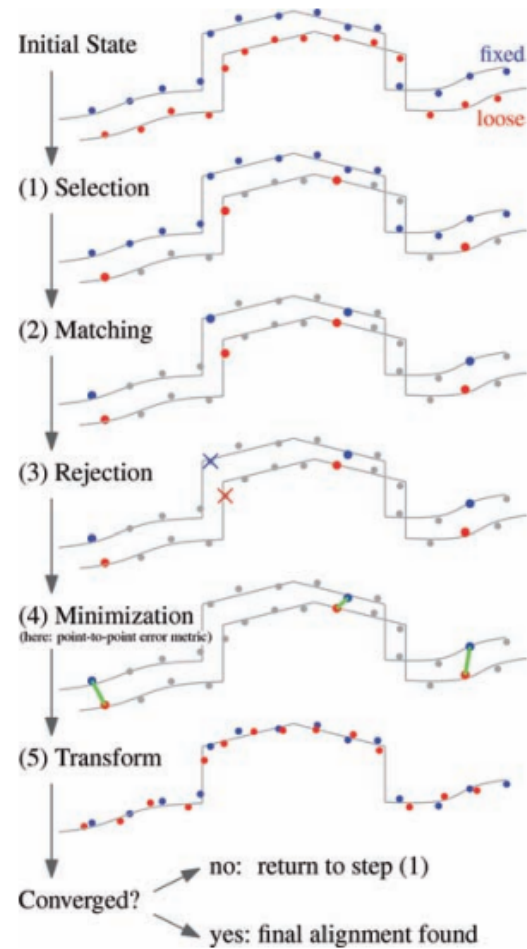 Initial State
fixed
loose
(1) Selection
(2) Matching
(3) Rejection
(4) Minimization
(here: point-to-point error metric)
(5) Transform
no: return to step (1)
Converged?
yes: final alignment found